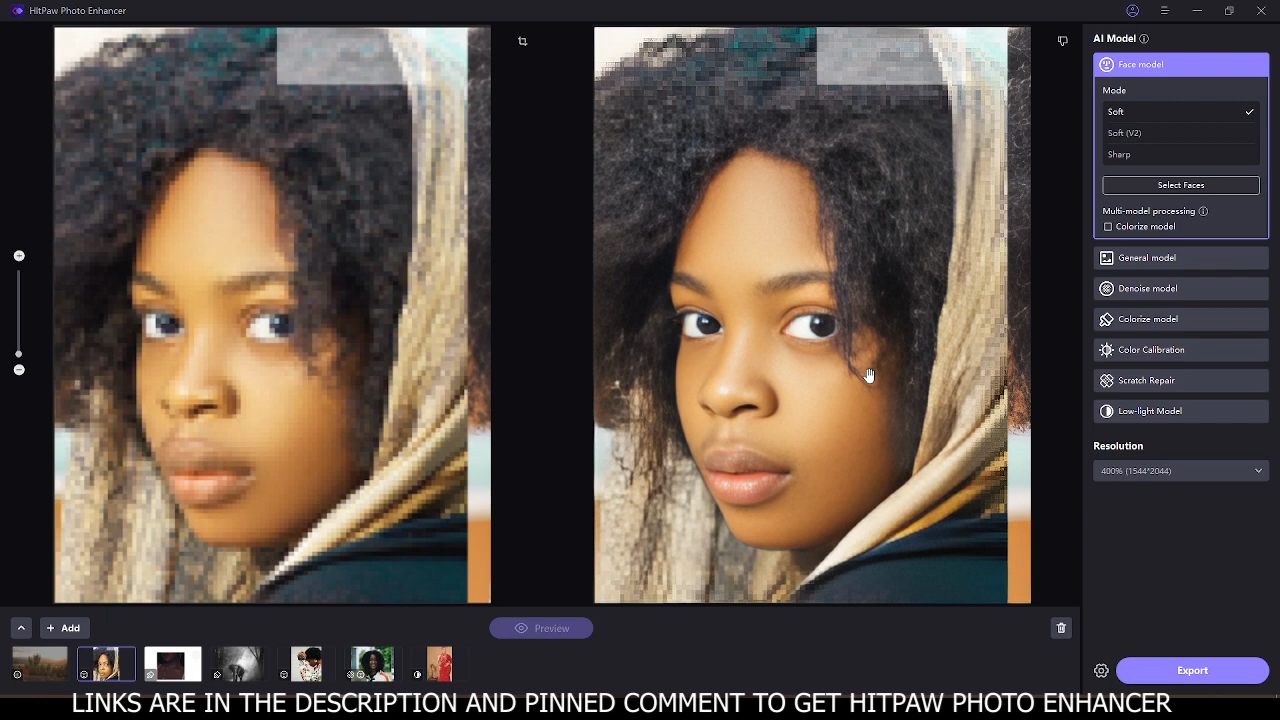 HitPaw Photo Enhancer
AI Model
Face model
Mode
Soft
Soft (V2)
Sharp
Select Faces
Multi-model processing
Colorize model
General model
Denoise model
Colorize model
Color Calibration
Scratch Repair
Low-light Model
Resolution
400% (1544*2044)
Add
Preview
Export
LINKS ARE IN THE DESCRIPTION AND PINNED COMMENT TO GET HITPAW PHOTO ENHANCER